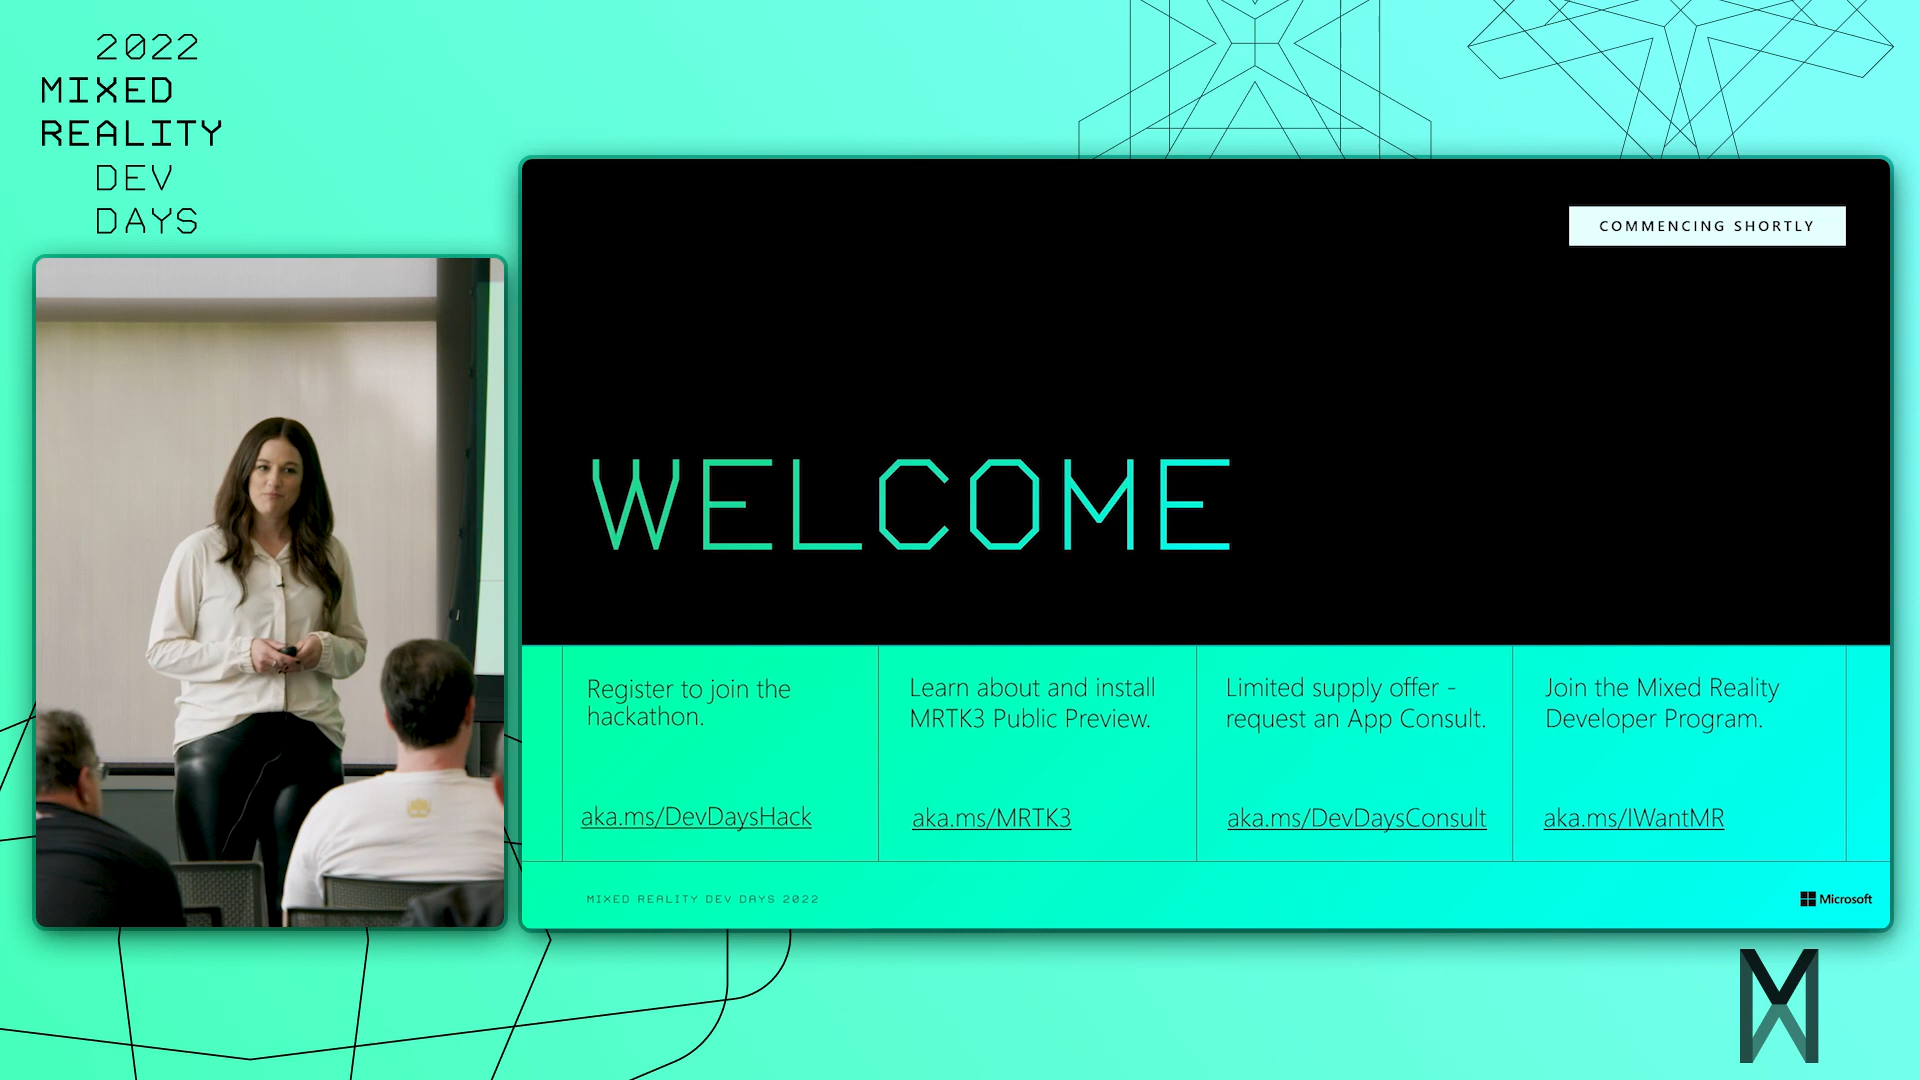 2022
MIXED
REALITY
DEV
DAYS
COMMENCING SHORTLY
WELCOME
Register to join the
hackathon.
aka.ms/DevDaysHack
Learn about and install
MRTK3 Public Preview.
aka.ms/MRTK3
Limited supply offer -
request an App Consult.
aka.ms/DevDaysConsult
Join the Mixed Reality
Developer Program.
aka.ms/IWantMR
MIXED REALITY DEV DAYS 2022
Microsoft